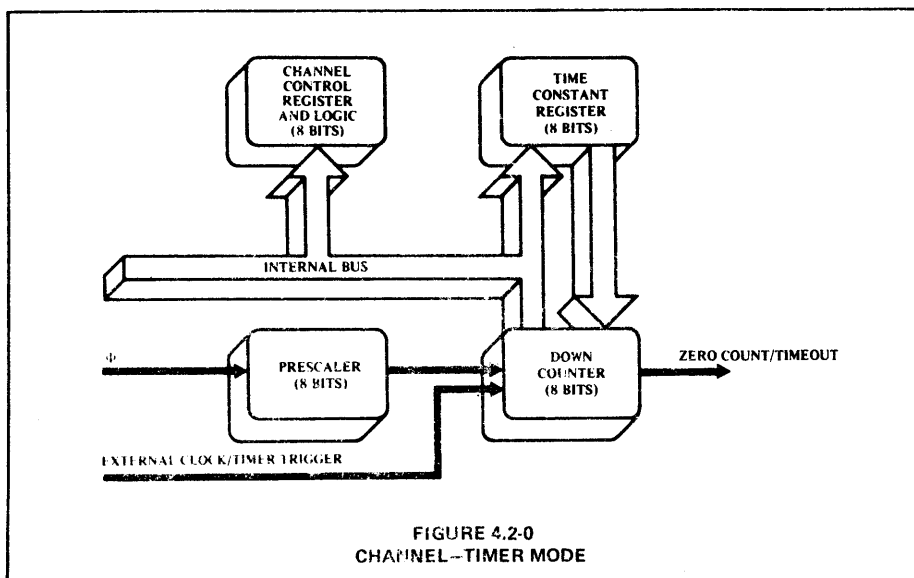 CHANNEL
CONTROL
REGISTER
AND LOGIC
(8 BITS)
TIME
CONSTANT
REGISTER
(8 BITS)
INTERNAL BUS
Φ
PRESCALER
(8 BITS)
DOWN
COUNTER
(8 BITS)
ZERO COUNT/TIMEOUT
EXTERNAL CLOCK/TIMER TRIGGER
FIGURE 4.2-0
CHANNEL–TIMER MODE